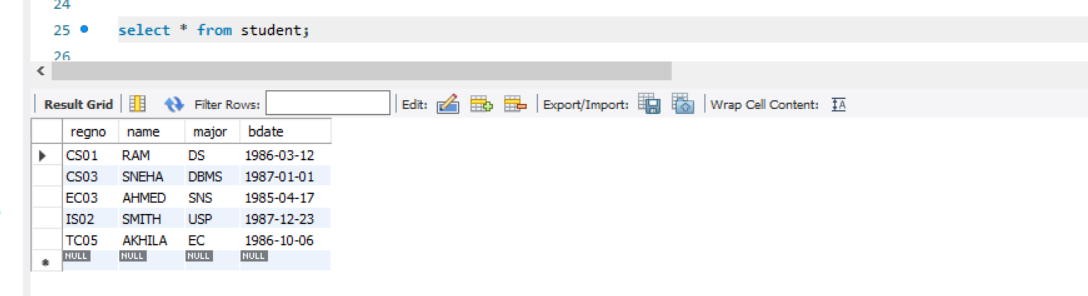 24
25 select * from student;
26
Result Grid Filter Rows: Edit: Export/Import: Wrap Cell Content: IA
regno name major bdate
CS01 RAM DS 1986-03-12
CS03 SNEHA DBMS 1987-01-01
EC03 AHMED SNS 1985-04-17
IS02 SMITH USP 1987-12-23
TC05 AKHILA EC 1986-10-06
NULL NULL NULL NULL